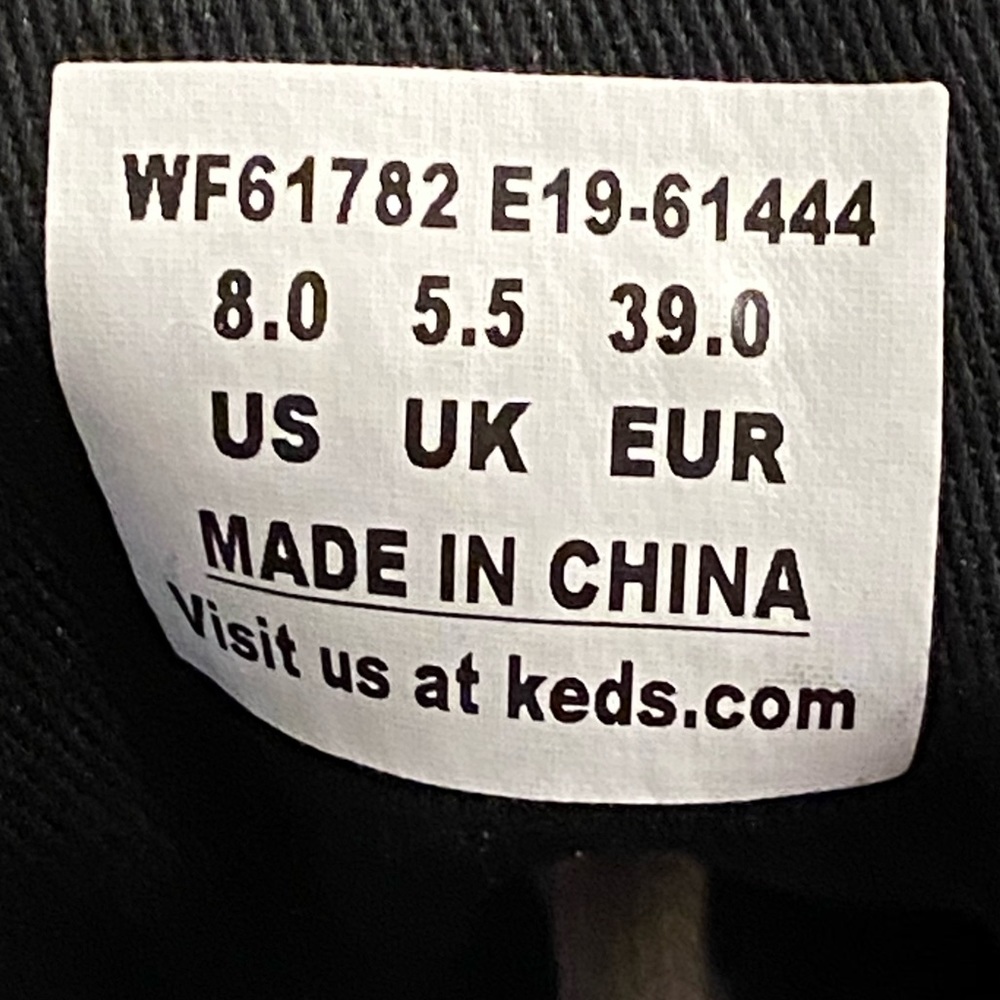 WF61782 E19-61444
8.0 5.5 39.0
US UK EUR
MADE IN CHINA
Visit us at keds.com